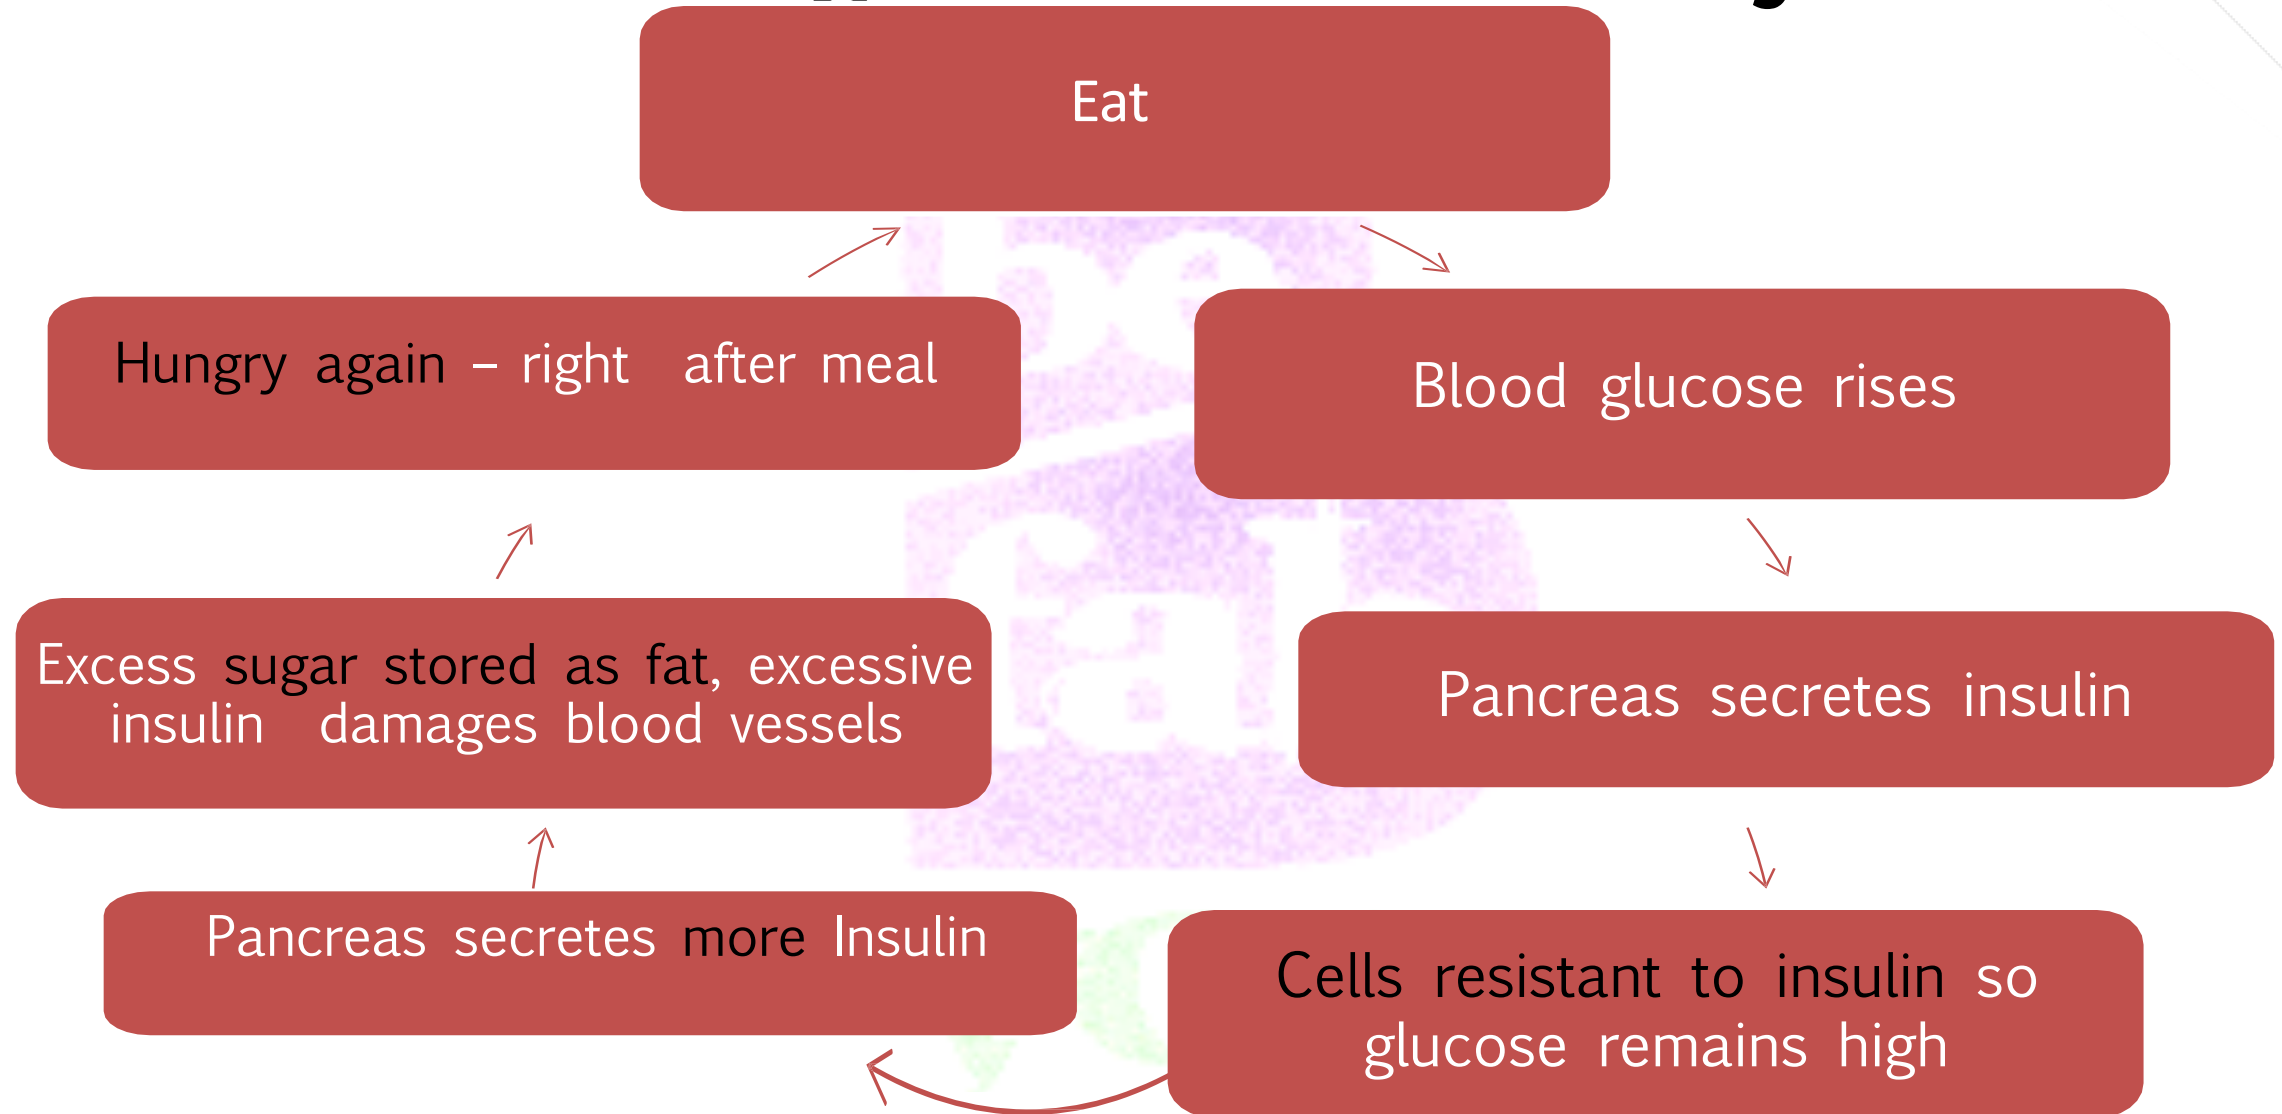 Eat
Blood glucose rises
Pancreas secretes insulin
Cells resistant to insulin so
glucose remains high
Pancreas secretes more Insulin
Excess sugar stored as fat, excessive
insulin damages blood vessels
Hungry again – right after meal